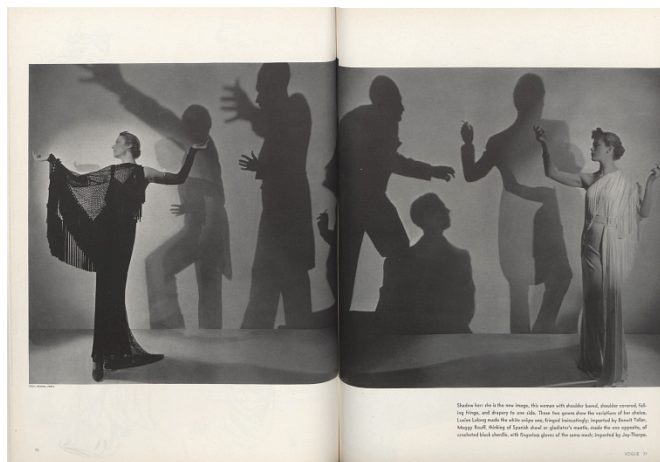 Shadow her: she is the new image, this woman with shoulder bared, shoulder covered, fall-
ing fringe, and drapery to one side. These two gowns show the variations of her choice.
Lucien Lelong made the white crêpe one, fringed indiscreetly; imported by Bonwit Teller.
Maggy Rouff, thinking of Spanish shawl or gladiator's mantle, made the one opposite, of
crocheted black chenille, with fingerless gloves of the same mesh; imported by Jay-Thorpe.
VOGUE 71